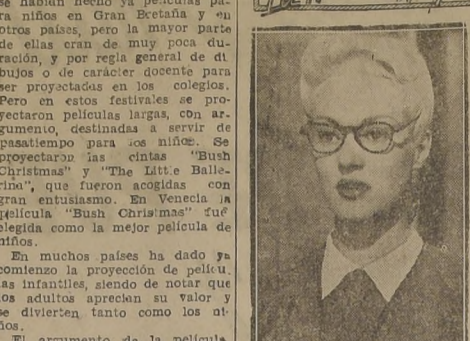 se habían hecho ya películas pa-
ra niños en Gran Bretaña y en
otros países, pero la mayor parte
de ellas eran de muy poca du-
ración, y por regla general de di
bujos o de carácter docente para
ser proyectadas en los colegios.
Pero en estos festivales se pro-
yectaron películas largas, con ar-
gumento, destinadas a servir de
pasatiempo para los niños. Se
proyectaron las cintas "Bush
Christmas" y "The Little Balle-
rina", que fueron acogidas con
gran entusiasmo. En Venecia la
película "Bush Christmas" fué
elegida como la mejor película de
niños.
En muchos países ha dado ya
comienzo la proyección de pelícu.
las infantiles, siendo de notar que
los adultos aprecian su valor y
se divierten tanto como los ni-
ños.
El argumento de la película